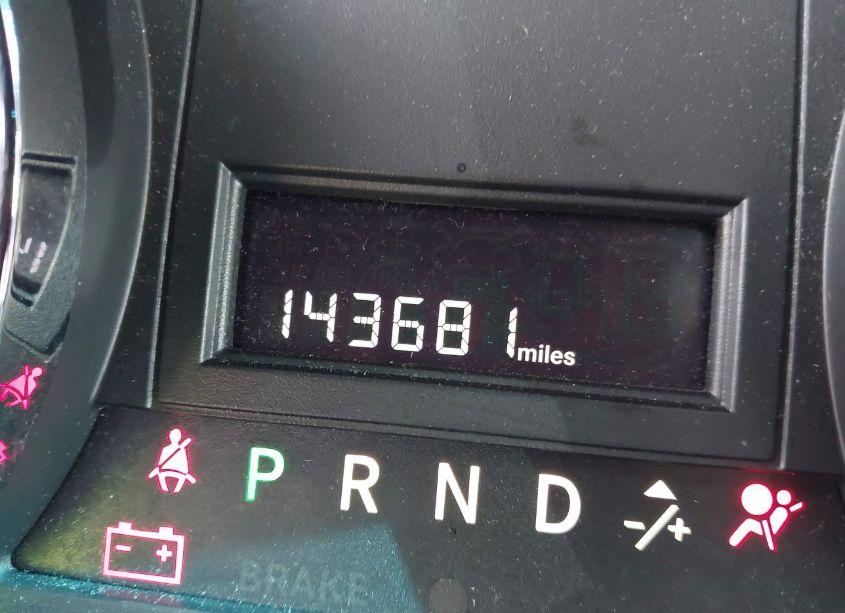 143681 miles
P R N D -/+
- +
BRAKE